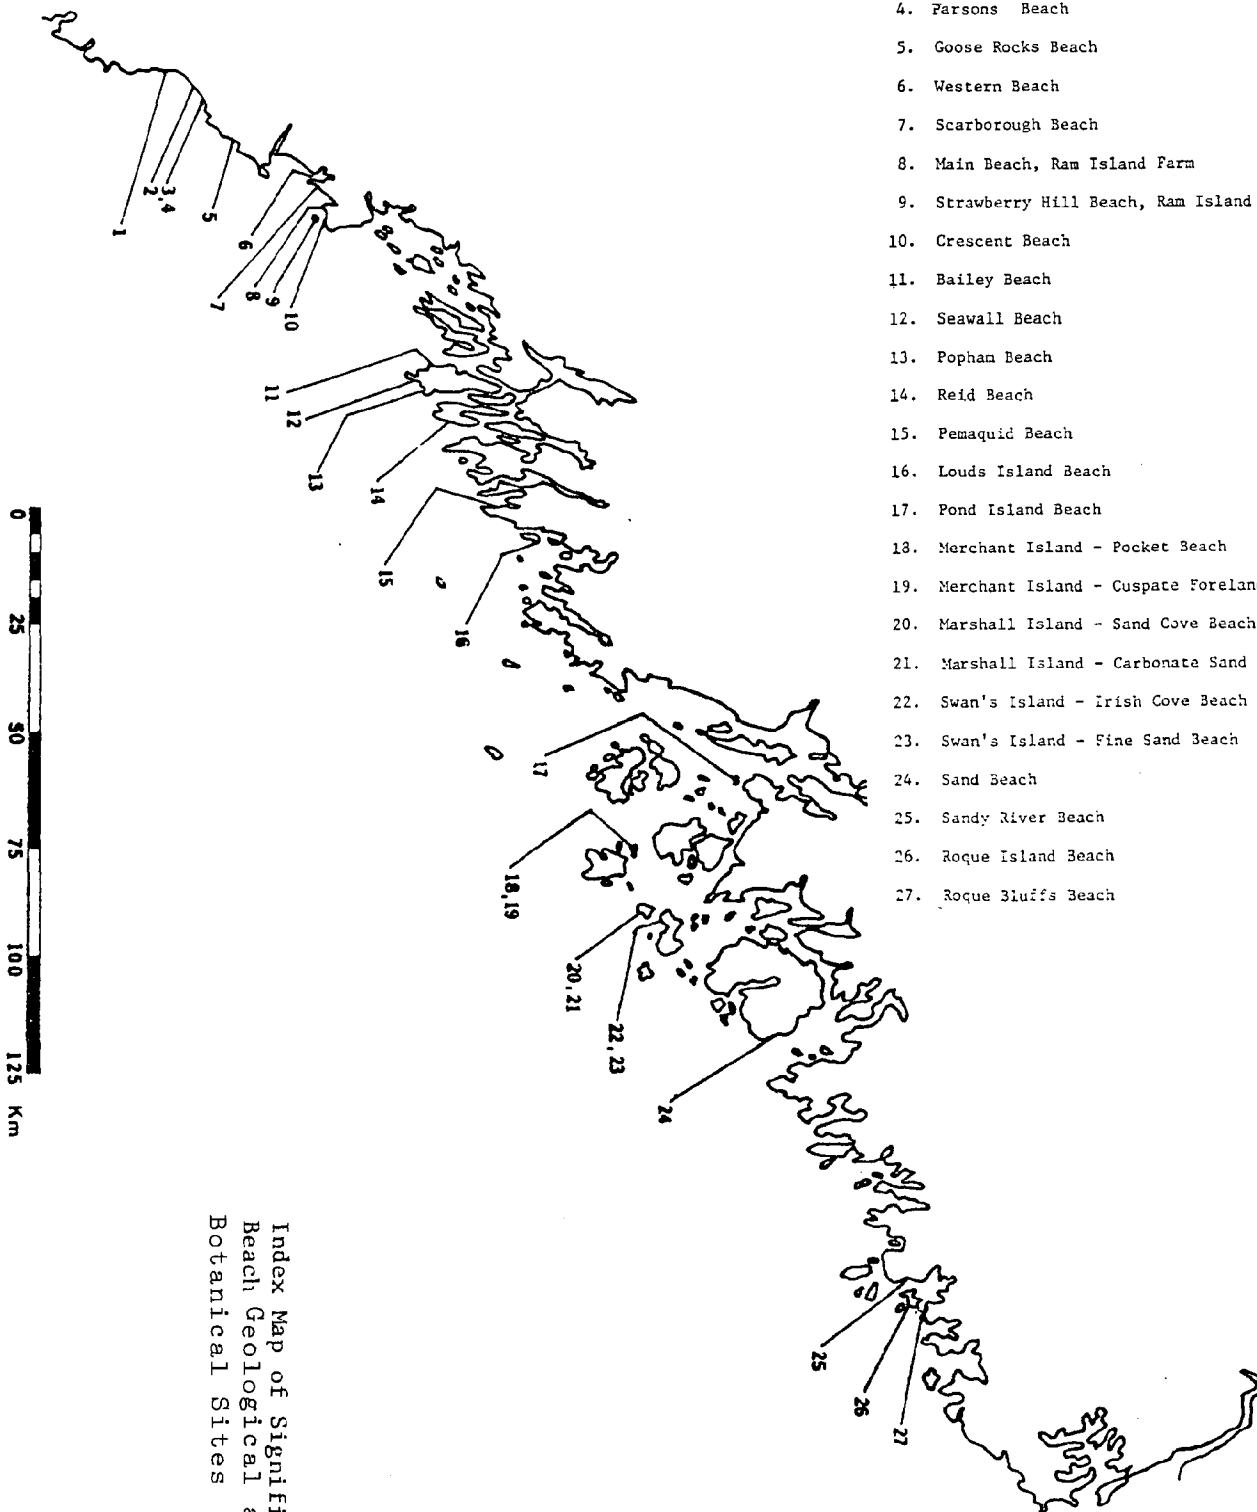 4. Parsons Beach
5. Goose Rocks Beach
6. Western Beach
7. Scarborough Beach
8. Main Beach, Ram Island Farm
9. Strawberry Hill Beach, Ram Island
10. Crescent Beach
11. Bailey Beach
12. Seawall Beach
13. Popham Beach
14. Reid Beach
15. Pemaquid Beach
16. Louds Island Beach
17. Pond Island Beach
18. Merchant Island - Pocket Beach
19. Merchant Island - Cuspate Forelan
20. Marshall Island - Sand Cove Beach
21. Marshall Island - Carbonate Sand
22. Swan's Island - Irish Cove Beach
23. Swan's Island - Fine Sand Beach
24. Sand Beach
25. Sandy River Beach
26. Roque Island Beach
27. Roque Bluffs Beach
1
2
3,4
5
6
7
8
9
10
11
12
13
14
15
16
17
18,19
20,21
22,23
24
25
26
27
0 25 50 75 100 125 Km
Index Map of Signifi
Beach Geological a
Botanical Sites